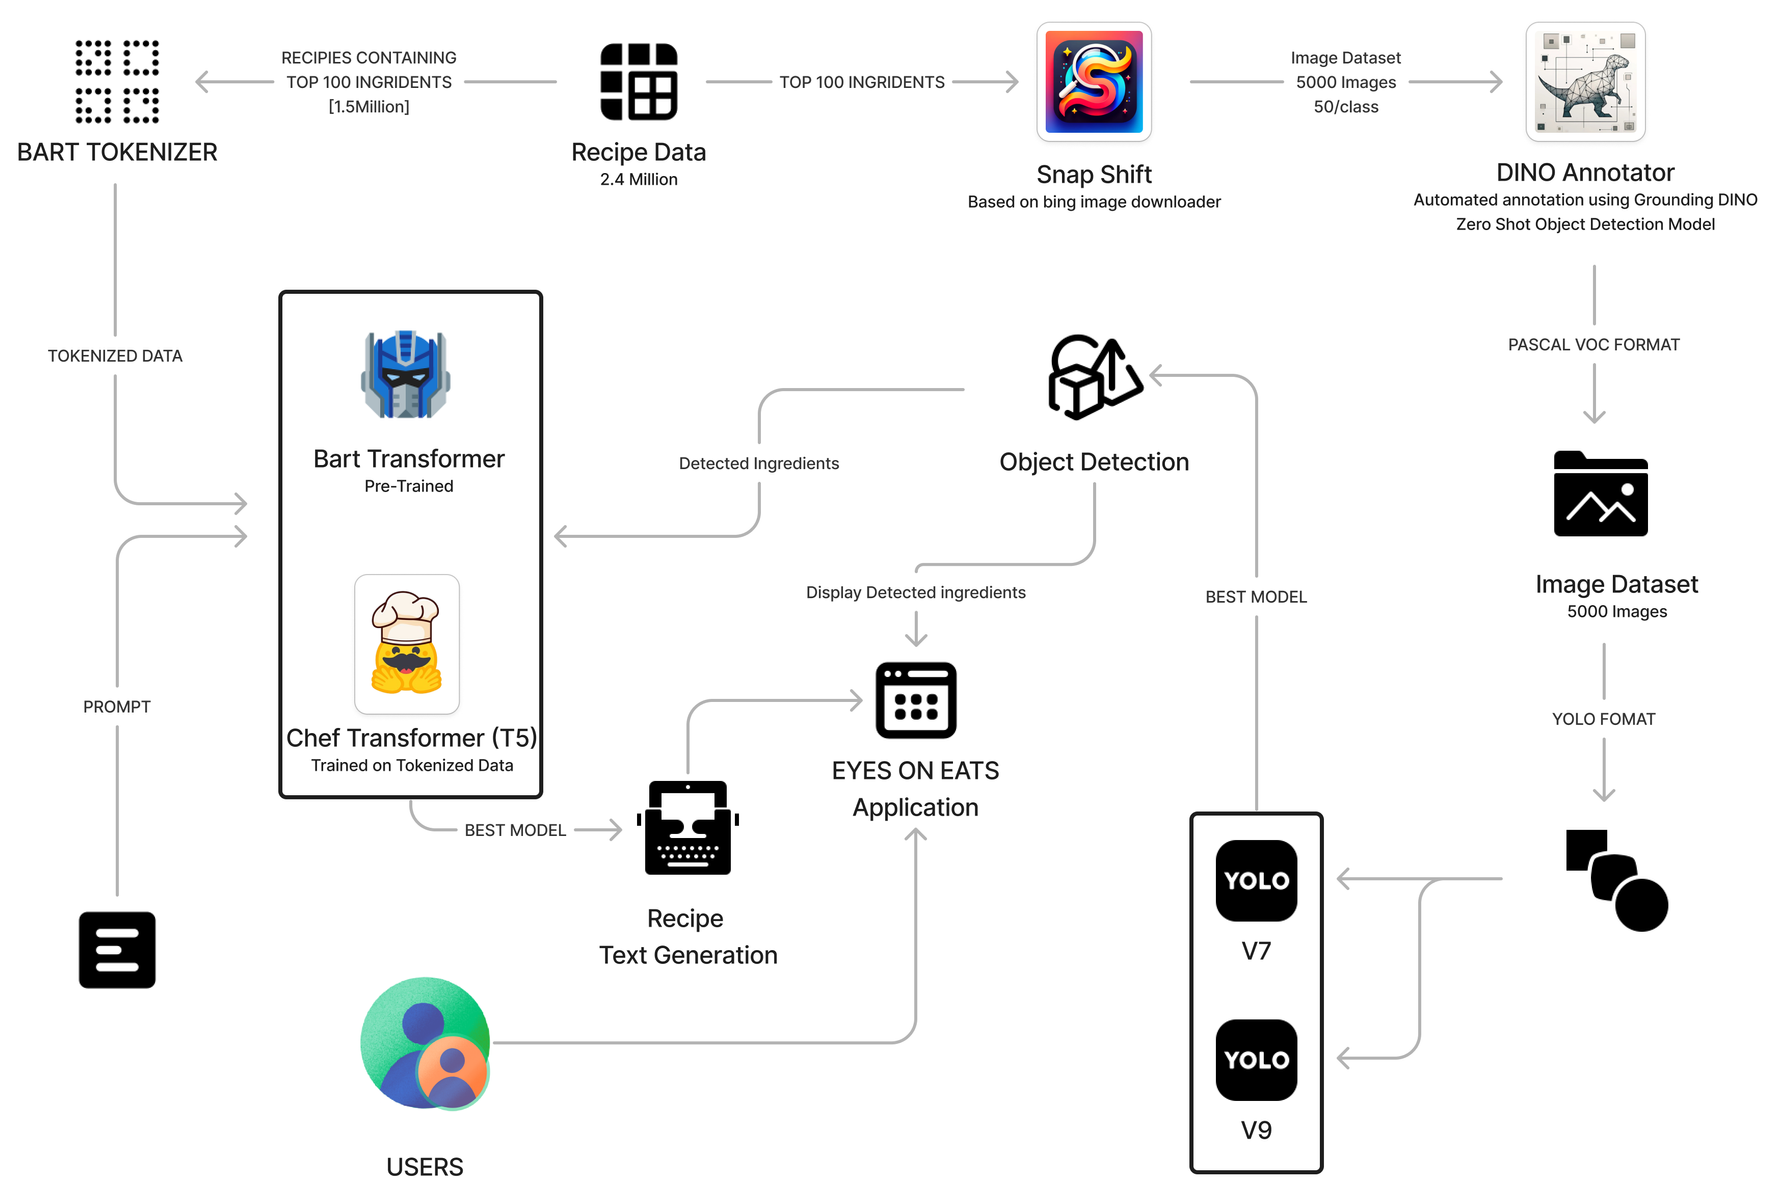 RECIPIES CONTAINING
TOP 100 INGRIDENTS
[1.5Million]
BART TOKENIZER
Recipe Data
2.4 Million
TOP 100 INGRIDENTS
Snap Shift
Based on bing image downloader
Image Dataset
5000 Images
50/class
DINO Annotator
Automated annotation using Grounding DINO
Zero Shot Object Detection Model
TOKENIZED DATA
PASCAL VOC FORMAT
Bart Transformer
Pre-Trained
Detected Ingredients
Object Detection
Image Dataset
5000 Images
Display Detected ingredients
BEST MODEL
PROMPT
YOLO FOMAT
Chef Transformer (T5)
Trained on Tokenized Data
EYES ON EATS
Application
BEST MODEL
Recipe
Text Generation
YOLO
V7
YOLO
V9
USERS